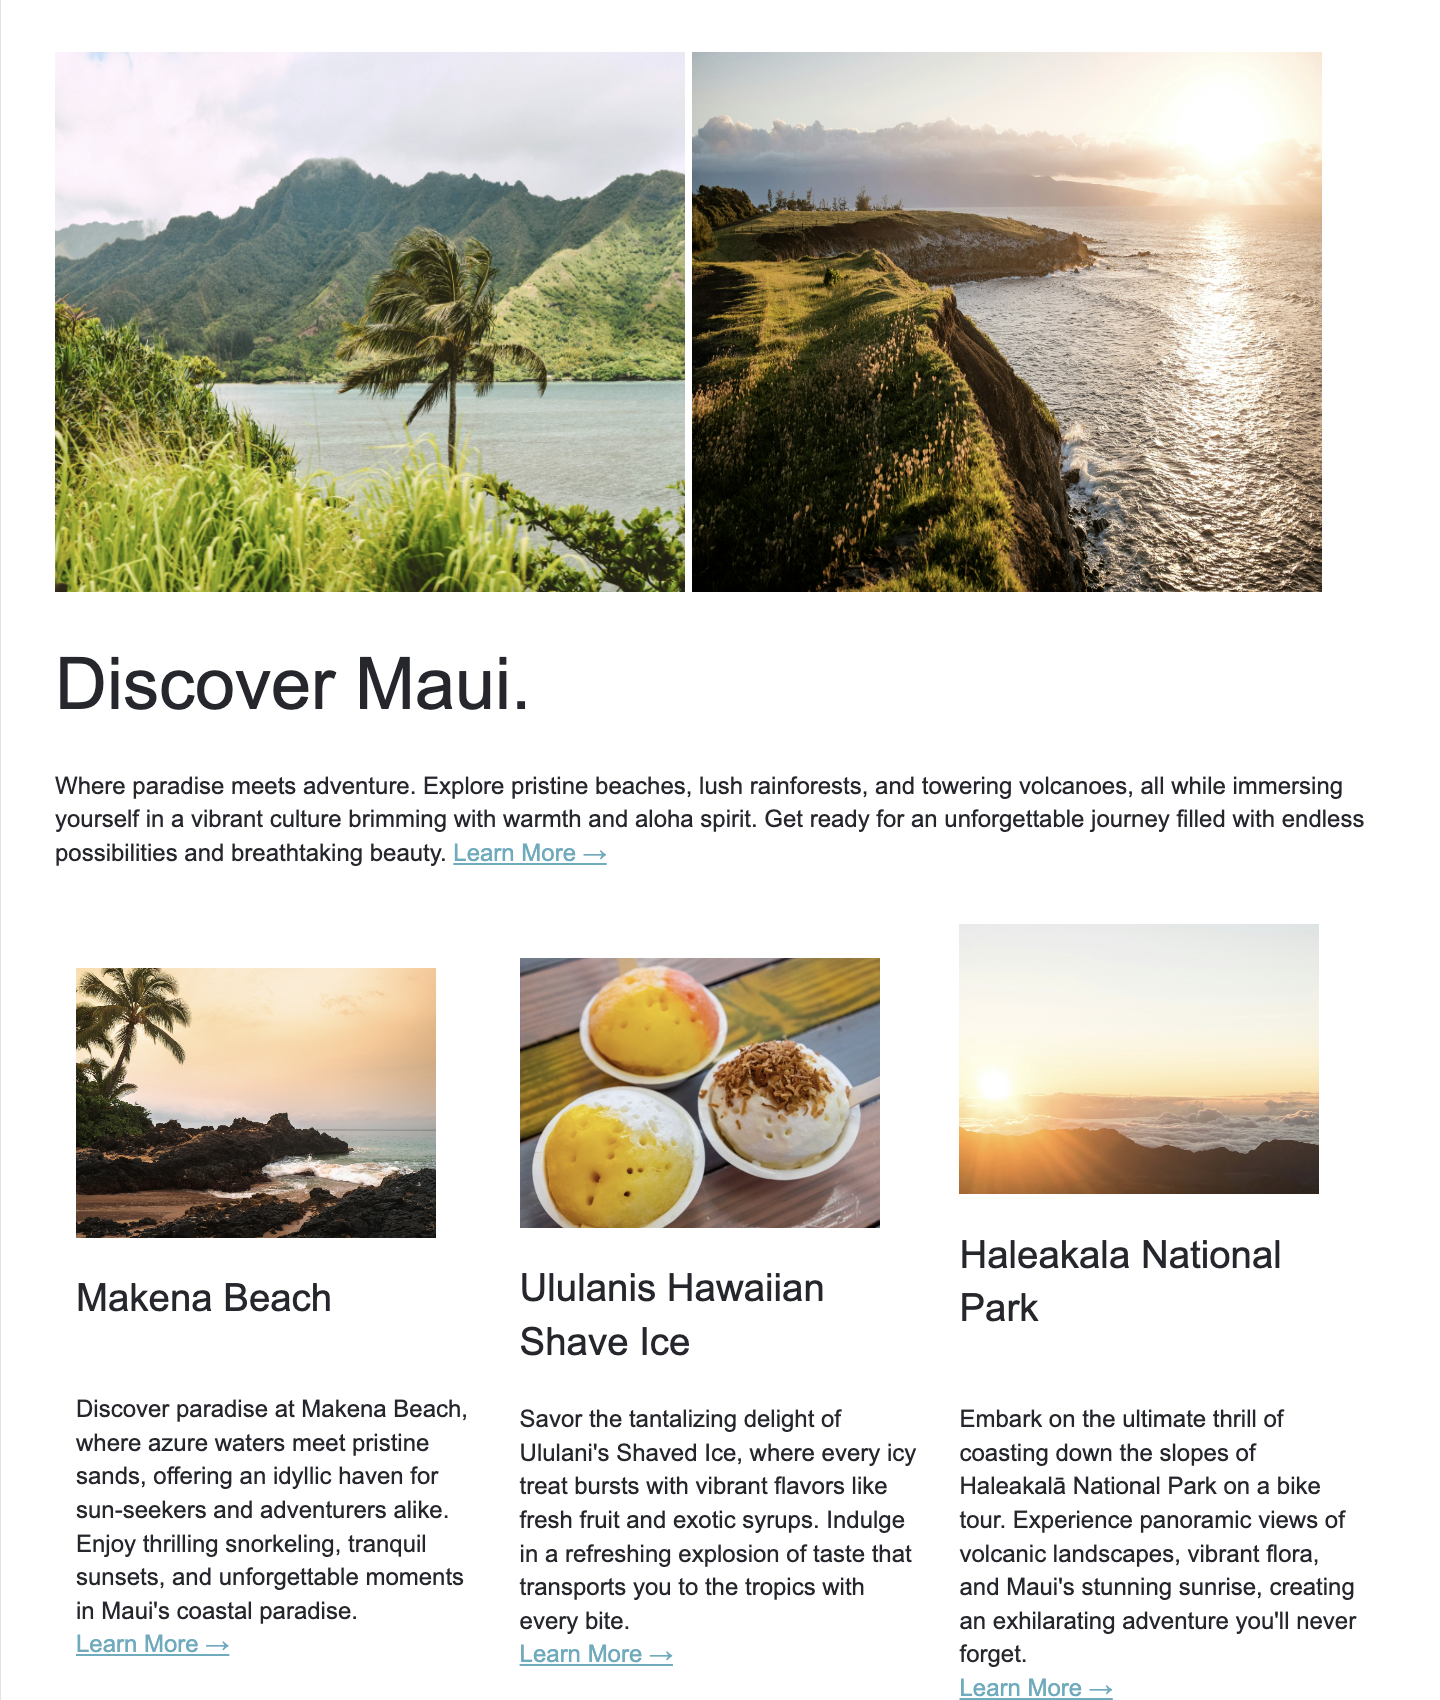 Discover Maui.
Where paradise meets adventure. Explore pristine beaches, lush rainforests, and towering volcanoes, all while immersing
yourself in a vibrant culture brimming with warmth and aloha spirit. Get ready for an unforgettable journey filled with endless
possibilities and breathtaking beauty. Learn More →
Makena Beach
Discover paradise at Makena Beach,
where azure waters meet pristine
sands, offering an idyllic haven for
sun-seekers and adventurers alike.
Enjoy thrilling snorkeling, tranquil
sunsets, and unforgettable moments
in Maui's coastal paradise.
Learn More →
Ululanis Hawaiian
Shave Ice
Savor the tantalizing delight of
Ululani's Shaved Ice, where every icy
treat bursts with vibrant flavors like
fresh fruit and exotic syrups. Indulge
in a refreshing explosion of taste that
transports you to the tropics with
every bite.
Learn More →
Haleakala National
Park
Embark on the ultimate thrill of
coasting down the slopes of
Haleakalā National Park on a bike
tour. Experience panoramic views of
volcanic landscapes, vibrant flora,
and Maui's stunning sunrise, creating
an exhilarating adventure you'll never
forget.
Learn More →